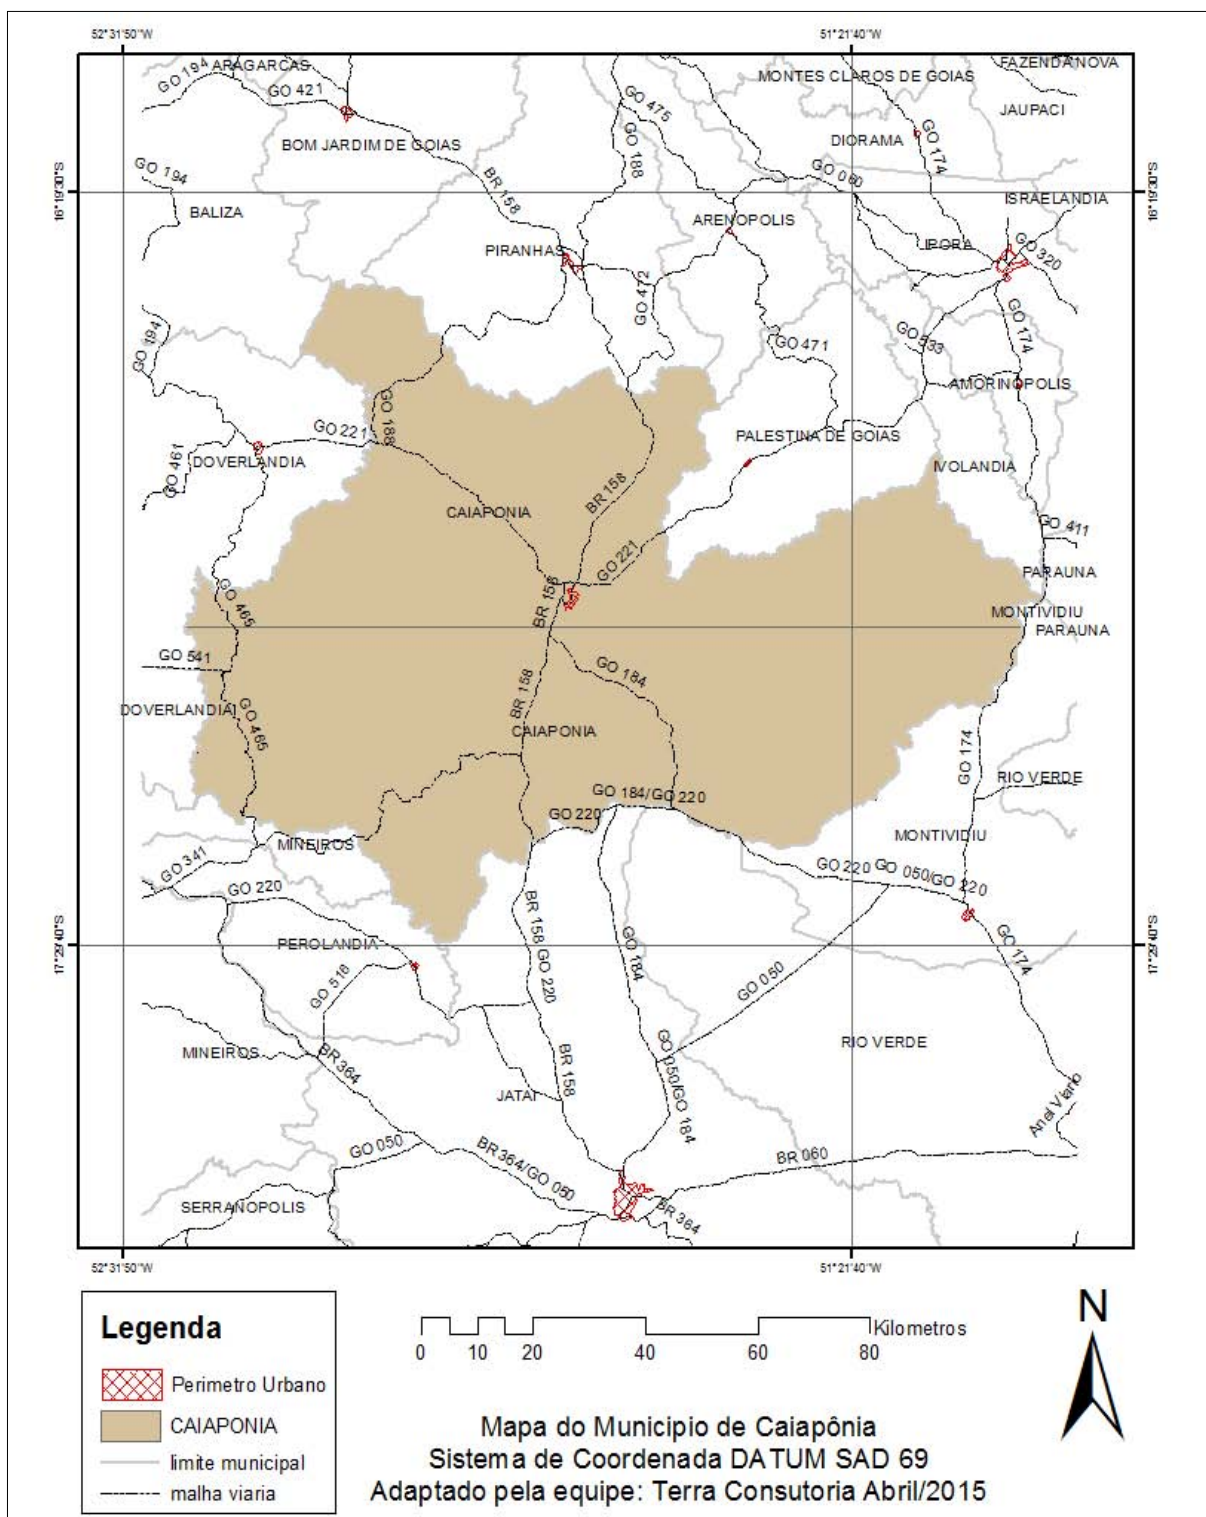 52°31'50"W
51°21'40"W
ARAGARCAS
GO 194
GO 421
MONTES CLAROS DE GOIAS
FAZENDA NOVA
GO 475
JAUPACI
BOM JARDIM DE GOIAS
GO 188
DIORAMA
GO 174
GO 194
BR 158
GO 060
16°19'30"S
16°19'30"S
ISRAELANDIA
BALIZA
ARENOPOLIS
PIRANHAS
IPORA
GO 320
GO 472
GO 194
GO 471
GO 533
GO 174
AMORINOPOLIS
GO 188
GO 221
PALESTINA DE GOIAS
DOVERLANDIA
GO 461
IVOLANDIA
BR 158
CAIAPONIA
GO 411
GO 221
PARAUNA
BR 158
GO 465
MONTIVIDIU
PARAUNA
GO 541
GO 184
BR 158
DOVERLANDIA
GO 465
CAIAPONIA
GO 174
RIO VERDE
GO 184/GO 220
GO 220
MONTIVIDIU
MINEIROS
GO 341
GO 220
GO 050/GO 220
GO 220
BR 158
PEROLANDIA
GO 184
GO 174
GO 220
GO 050
GO 516
RIO VERDE
MINEIROS
BR 364
BR 158
JATAI
GO 050/GO 184
Anel Viario
GO 050
BR 364/GO 050
BR 060
SERRANOPOLIS
BR 364
52°31'50"W
51°21'40"W
Legenda
Perimetro Urbano
CAIAPONIA
limite municipal
malha viaria
Kilometros
0 10 20 40 60 80
N
Mapa do Municipio de Caiapônia
Sistema de Coordenada DATUM SAD 69
Adaptado pela equipe: Terra Consutoria Abril/2015